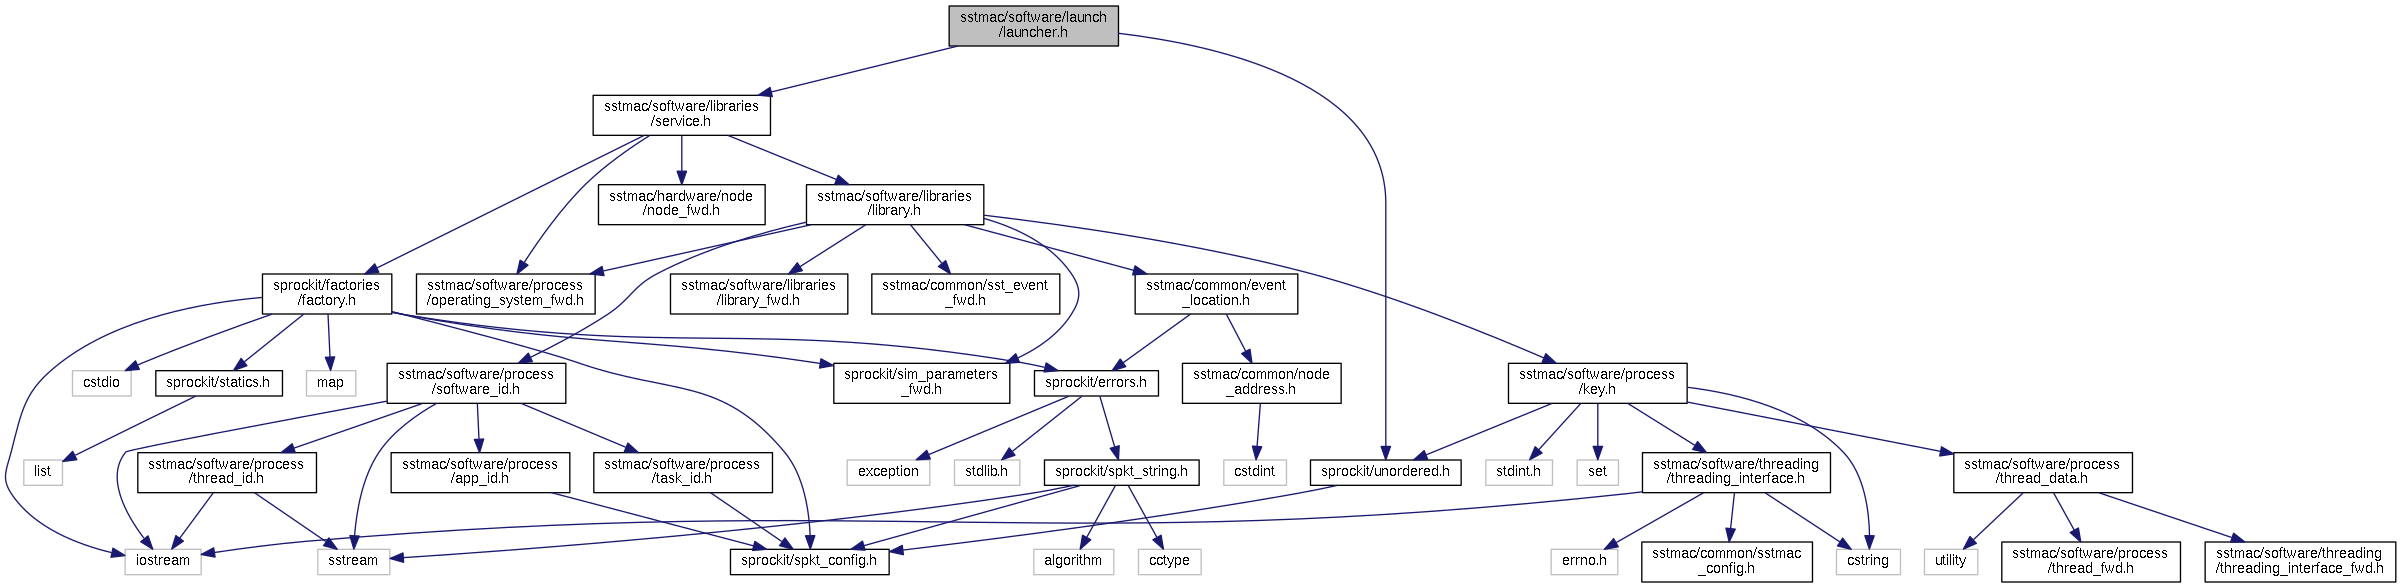 sstmac/software/launch
/launcher.h
sstmac/software/libraries
/service.h
sstmac/hardware/node
/node_fwd.h
sstmac/software/libraries
/library.h
sprockit/factories
/factory.h
sstmac/software/process
/operating_system_fwd.h
sstmac/software/libraries
/library_fwd.h
sstmac/common/sst_event
_fwd.h
sstmac/common/event
_location.h
cstdio
sprockit/statics.h
map
sstmac/software/process
/software_id.h
sprockit/sim_parameters
_fwd.h
sprockit/errors.h
sstmac/common/node
_address.h
sstmac/software/process
/key.h
list
sstmac/software/process
/thread_id.h
sstmac/software/process
/app_id.h
sstmac/software/process
/task_id.h
exception
stdlib.h
sprockit/spkt_string.h
cstdint
sprockit/unordered.h
stdint.h
set
sstmac/software/threading
/threading_interface.h
sstmac/software/process
/thread_data.h
iostream
sstream
sprockit/spkt_config.h
algorithm
cctype
errno.h
sstmac/common/sstmac
_config.h
cstring
utility
sstmac/software/process
/thread_fwd.h
sstmac/software/threading
/threading_interface_fwd.h